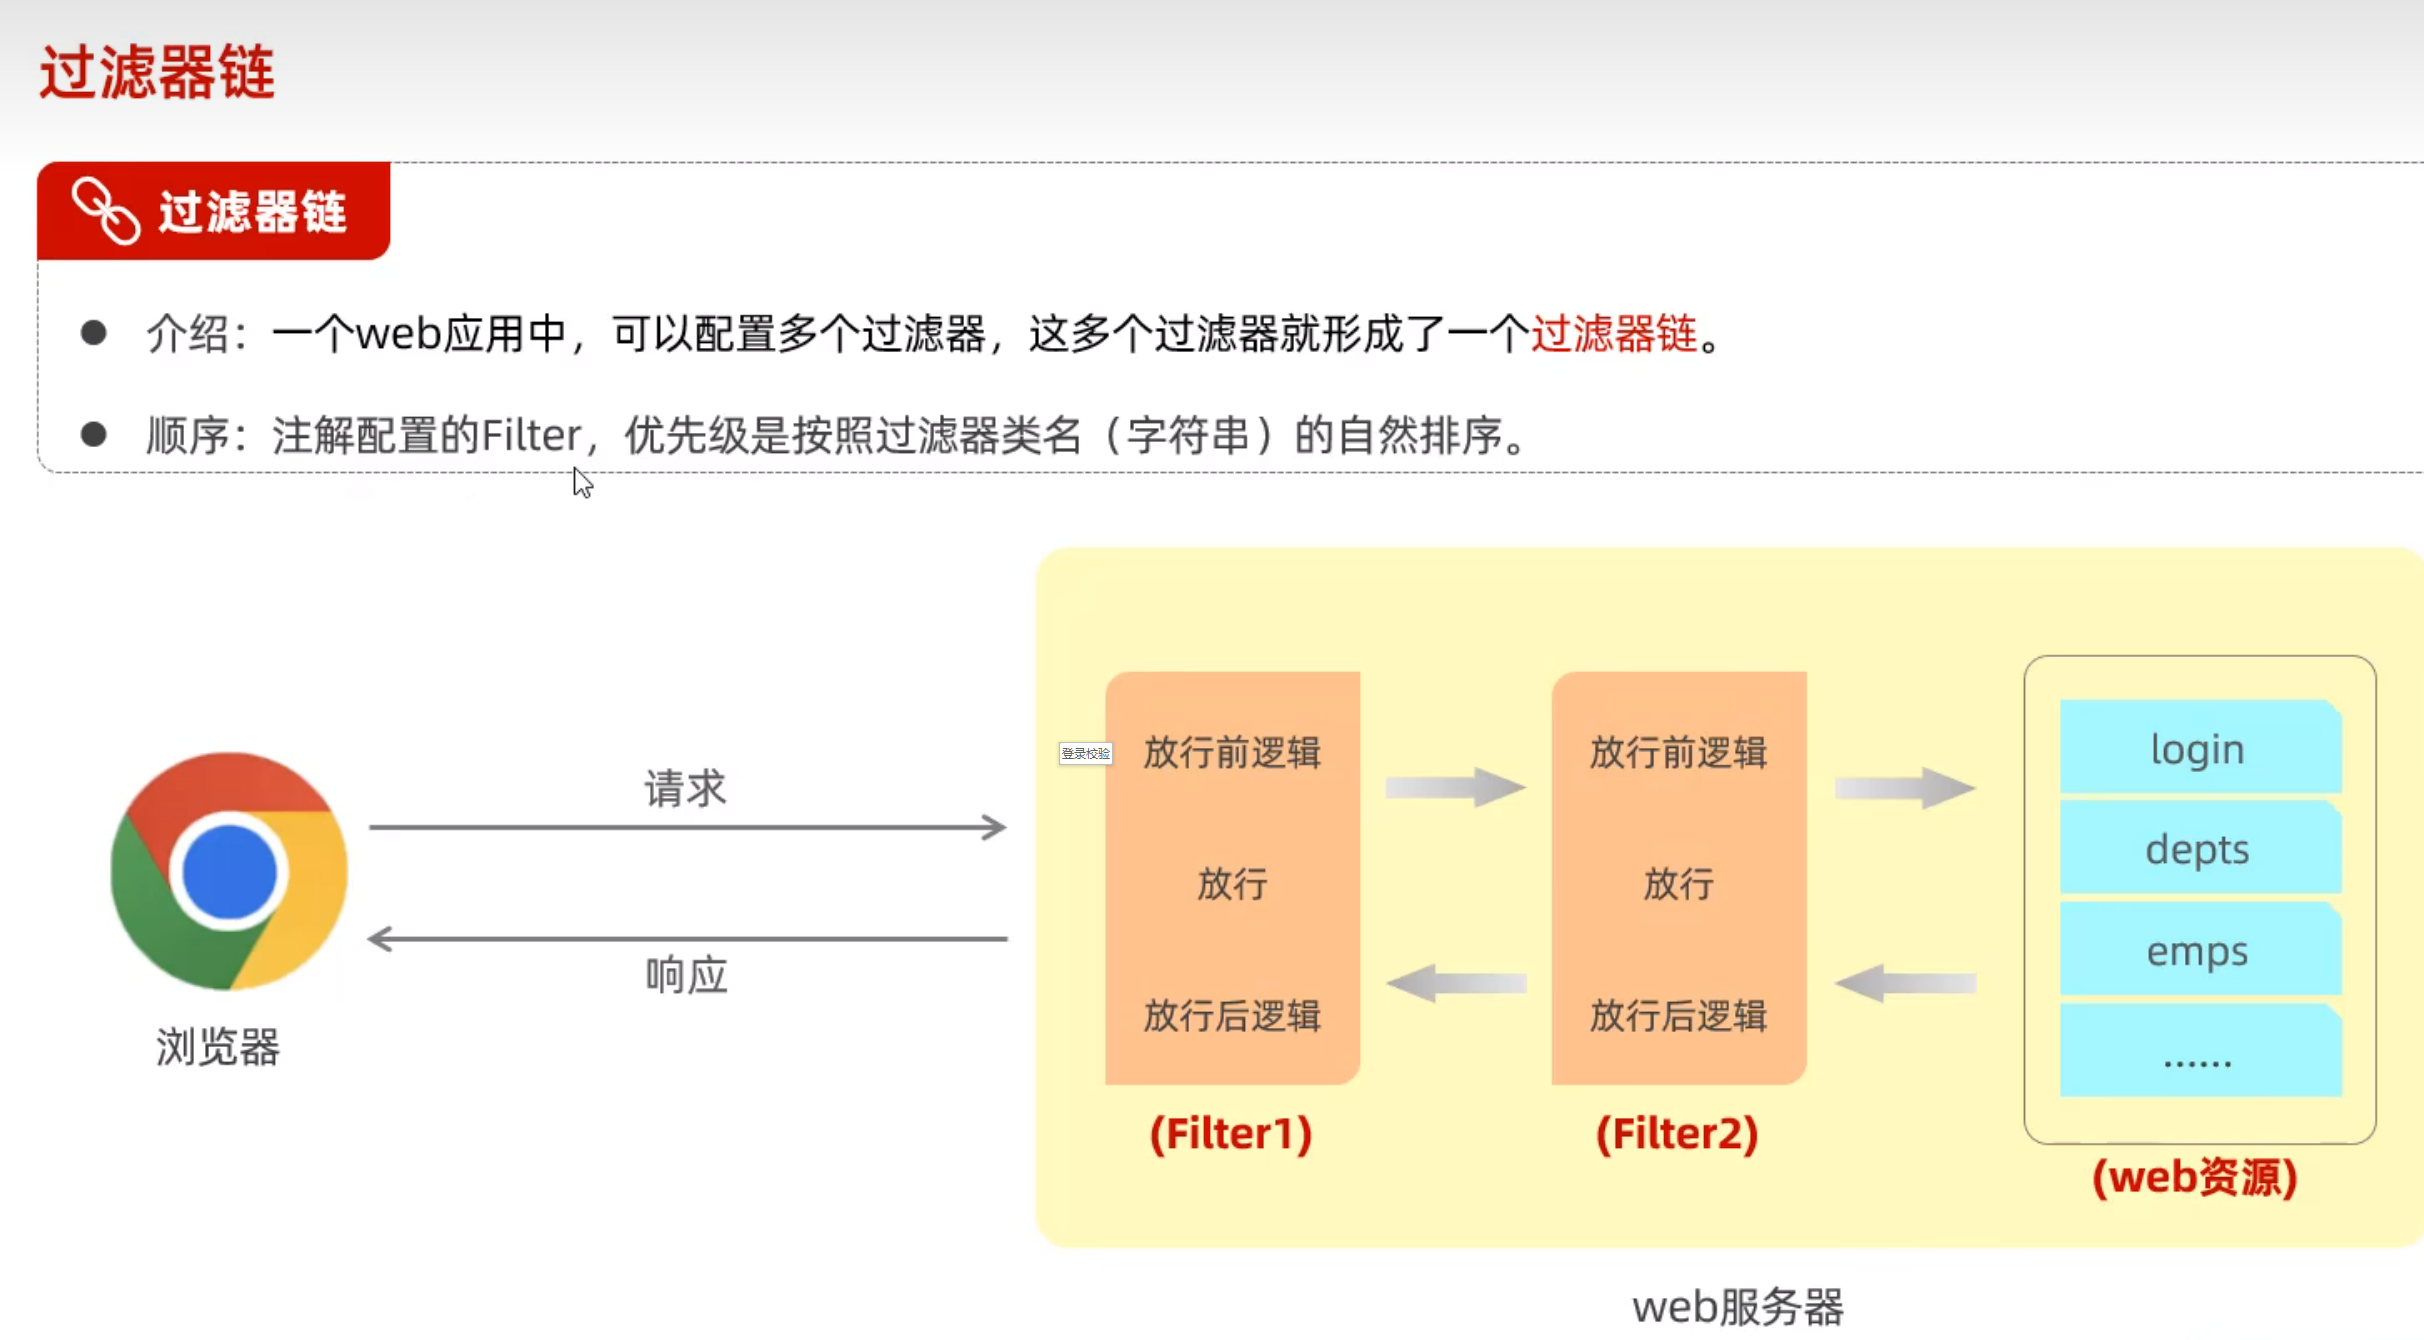 过滤器链
过滤器链
介绍：一个web应用中，可以配置多个过滤器，这多个过滤器就形成了一个过滤器链。
顺序：注解配置的Filter，优先级是按照过滤器类名（字符串）的自然排序。
浏览器
请求
响应
登录校验
放行前逻辑
放行
放行后逻辑
(Filter1)
放行前逻辑
放行
放行后逻辑
(Filter2)
login
depts
emps
......
(web资源)
web服务器